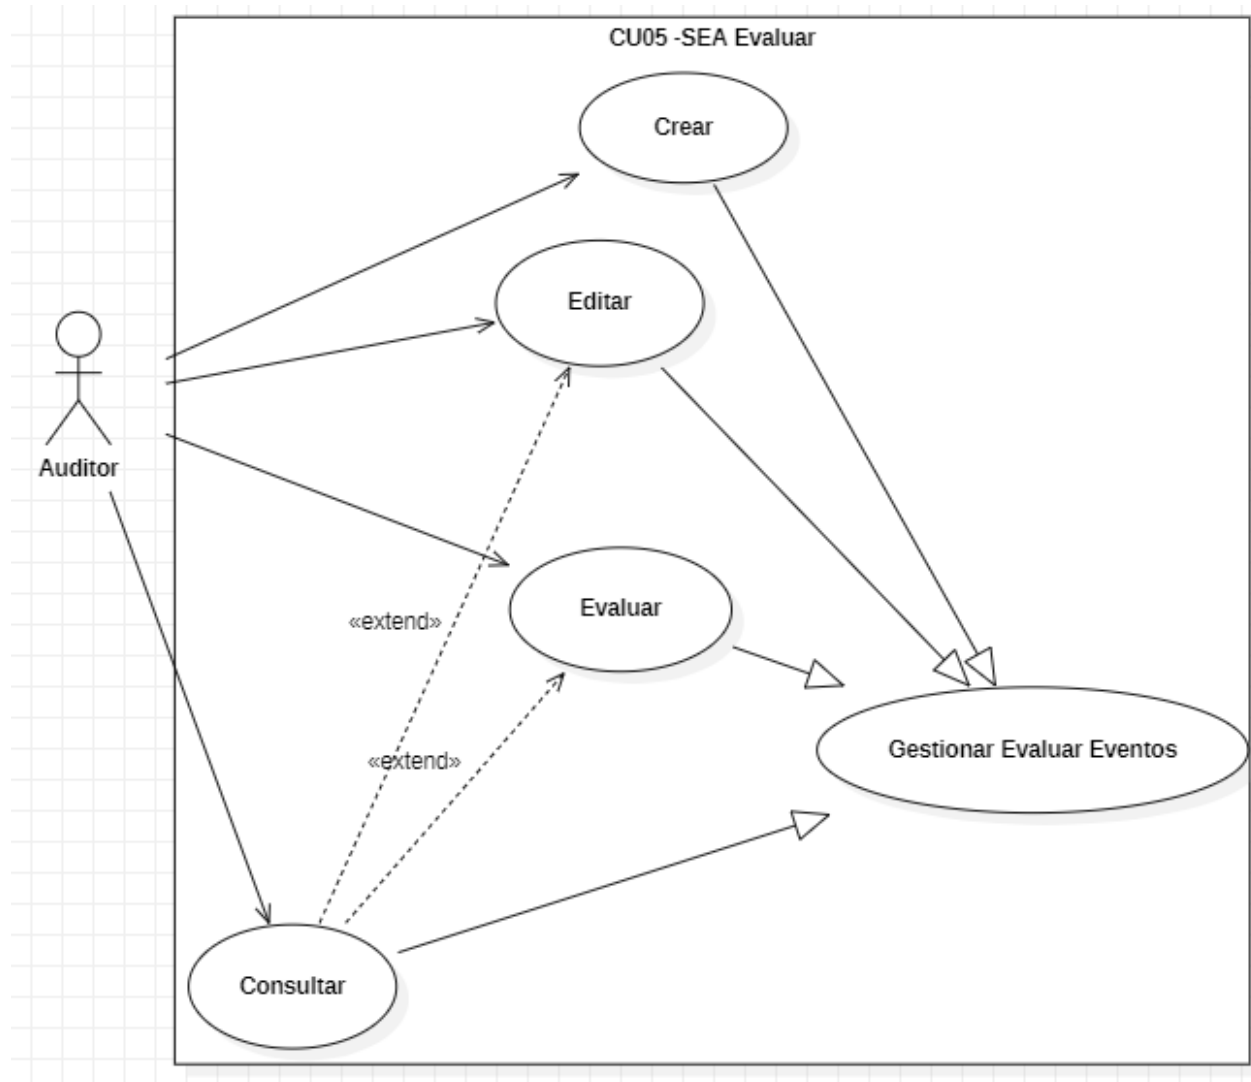 CU05 -SEA Evaluar
Crear
Editar
Auditor
Evaluar
«extend»
«extend»
Gestionar Evaluar Eventos
Consultar